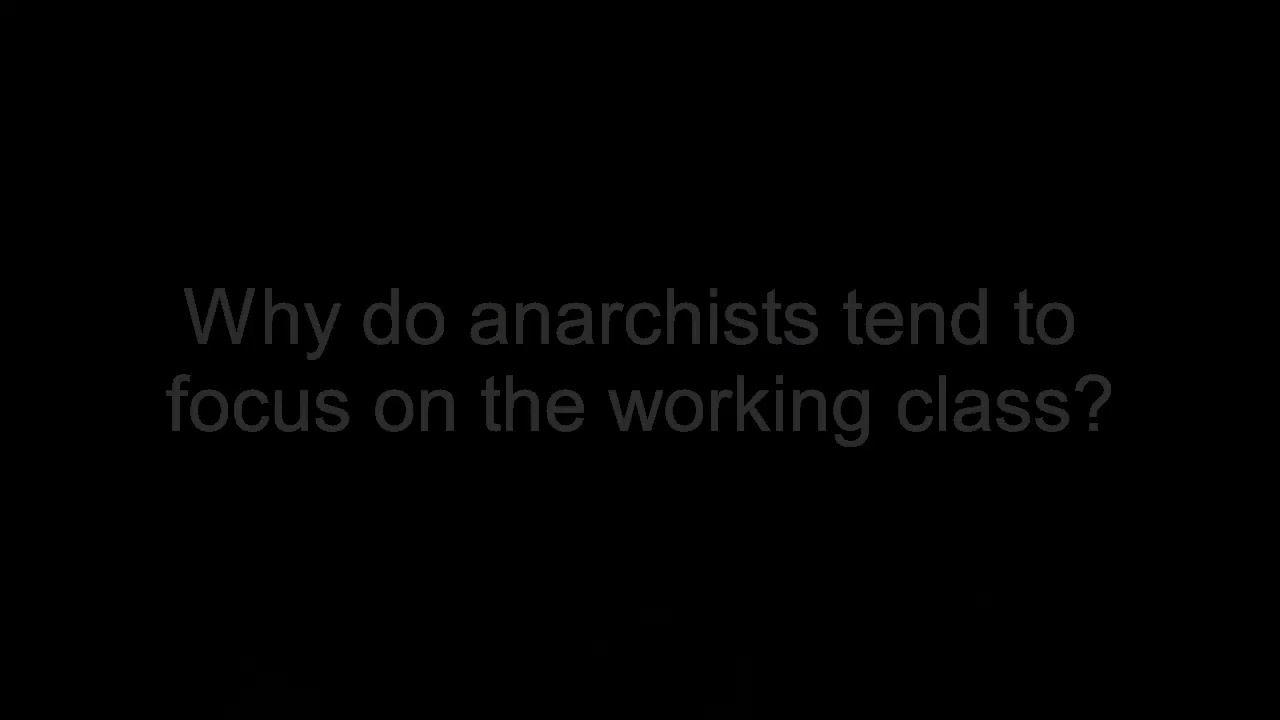 Why do anarchists tend to
focus on the working class?